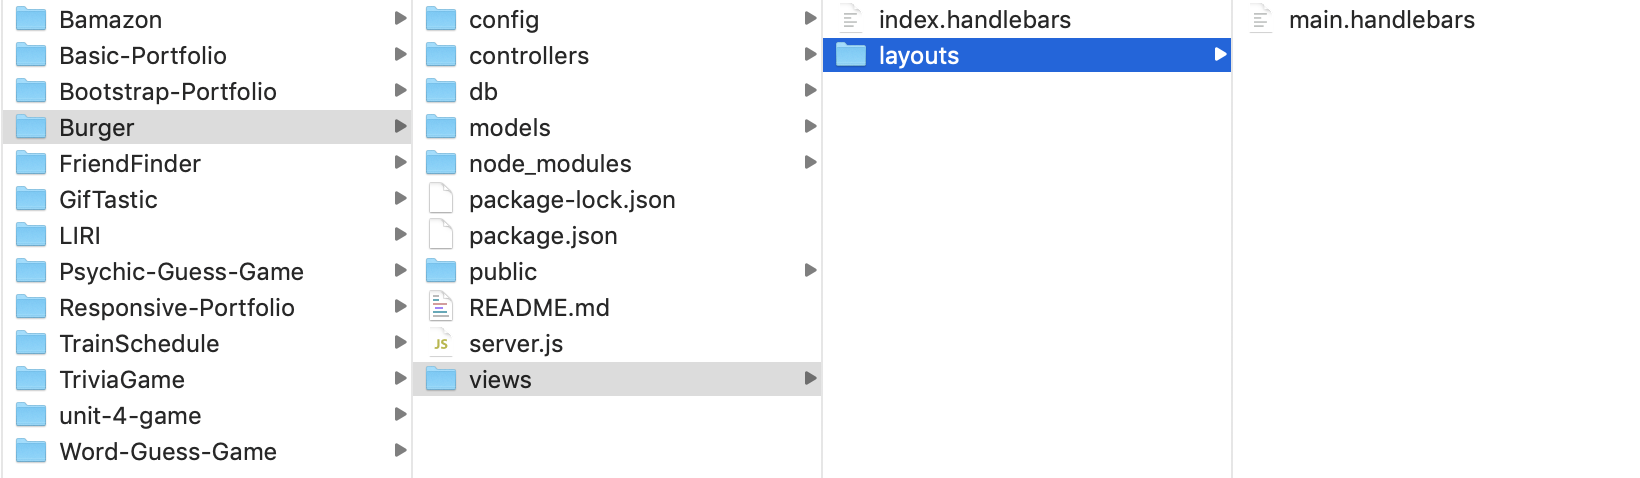 Bamazon
Basic-Portfolio
Bootstrap-Portfolio
Burger
FriendFinder
GifTastic
LIRI
Psychic-Guess-Game
Responsive-Portfolio
TrainSchedule
TriviaGame
unit-4-game
Word-Guess-Game
config
controllers
db
models
node_modules
package-lock.json
package.json
public
README.md
JS server.js
views
index.handlebars
layouts
main.handlebars